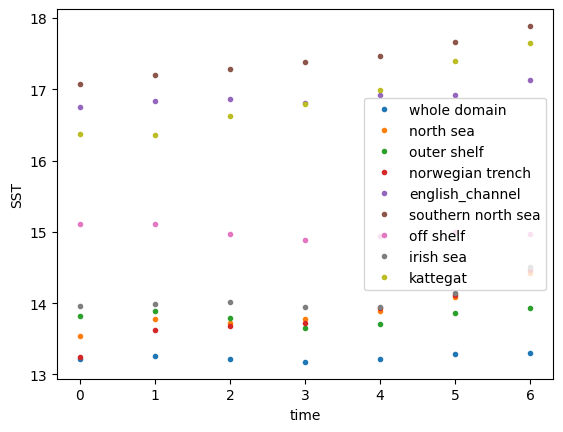 18
17
16
15
14
13
SST
0 1 2 3 4 5 6
time
whole domain
north sea
outer shelf
norwegian trench
english_channel
southern north sea
off shelf
irish sea
kattegat